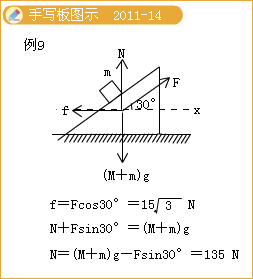 手写板图示 2011-14
例9
N
m
F
f
30°
x
(M+m)g
f=Fcos30°=15√3 N
N+Fsin30°=(M+m)g
N=(M+m)g-Fsin30°=135 N